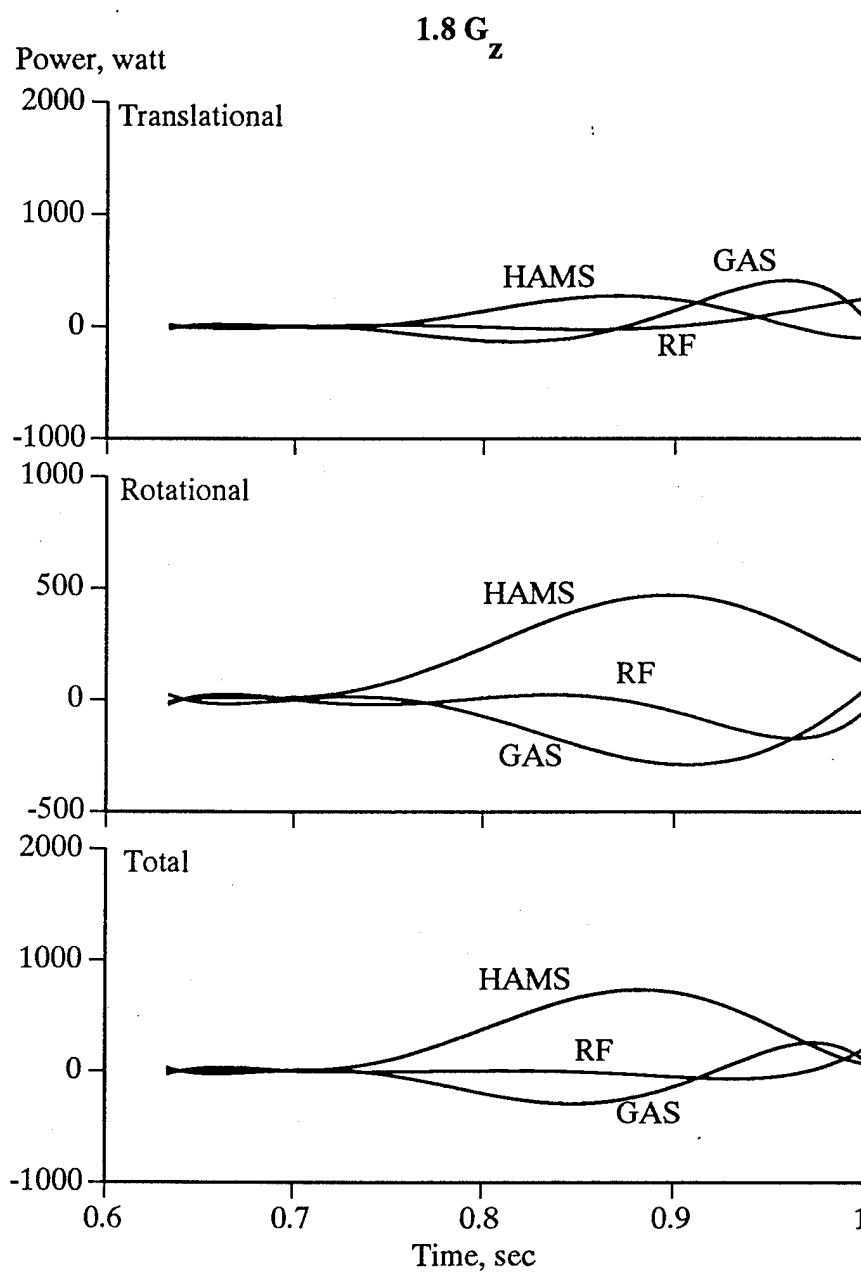 1.8 Gz
Power, watt
2000
Translational
1000
HAMS
GAS
0
RF
-1000
1000
Rotational
500
HAMS
RF
0
GAS
-500
2000
Total
1000
HAMS
RF
0
GAS
-1000
0.6 0.7 0.8 0.9 1
Time, sec